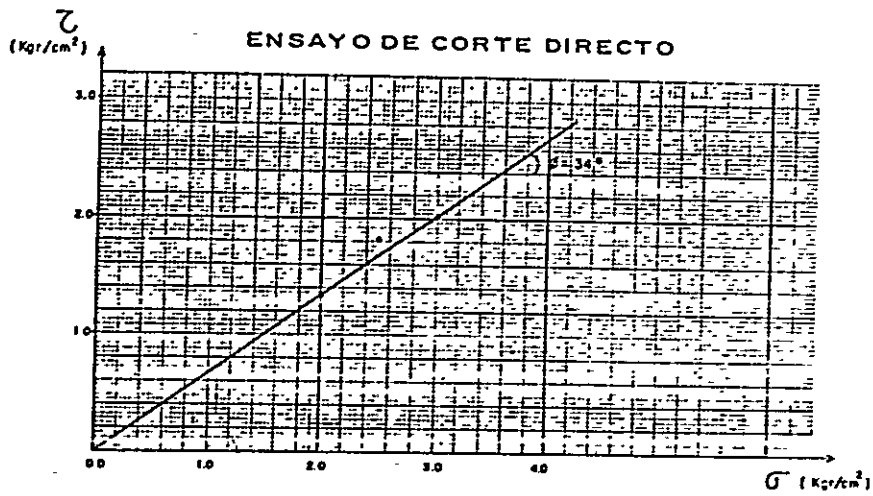 τ
(Kgr/cm²)
ENSAYO DE CORTE DIRECTO
3.0
2.0
1.0
ø=34°
0.0 1.0 2.0 3.0 4.0
σ (Kgr/cm²)